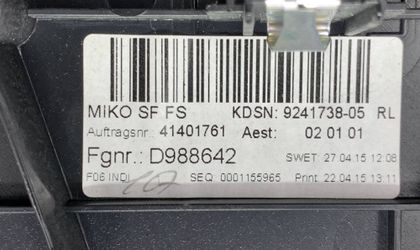 MIKO SF FS KDSN: 9241738-05 RL
Auftragsnr.: 41401761 Aest: 02 01 01
Fgnr.: D988642 SWET 27.04.15 12:08
F06 INDI SEQ 0001155965 Print 22.04.15 13:11